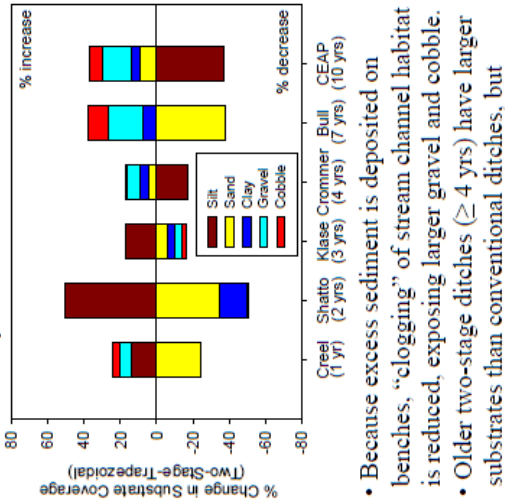 % Change in Substrate Coverage
(Two-Stage-Trapezoidal)
80
60
40
20
0
-20
-40
-60
-80
% increase
% decrease
Silt
Sand
Clay
Gravel
Cobble
Creel
(1 yr)
Shatto
(2 yrs)
Klase
(3 yrs)
Crommer
(4 yrs)
Bull
(7 yrs)
CEAP
(10 yrs)
• Because excess sediment is deposited on
benches, “clogging” of stream channel habitat
is reduced, exposing larger gravel and cobble.
• Older two-stage ditches (≥ 4 yrs) have larger
substrates than conventional ditches, but